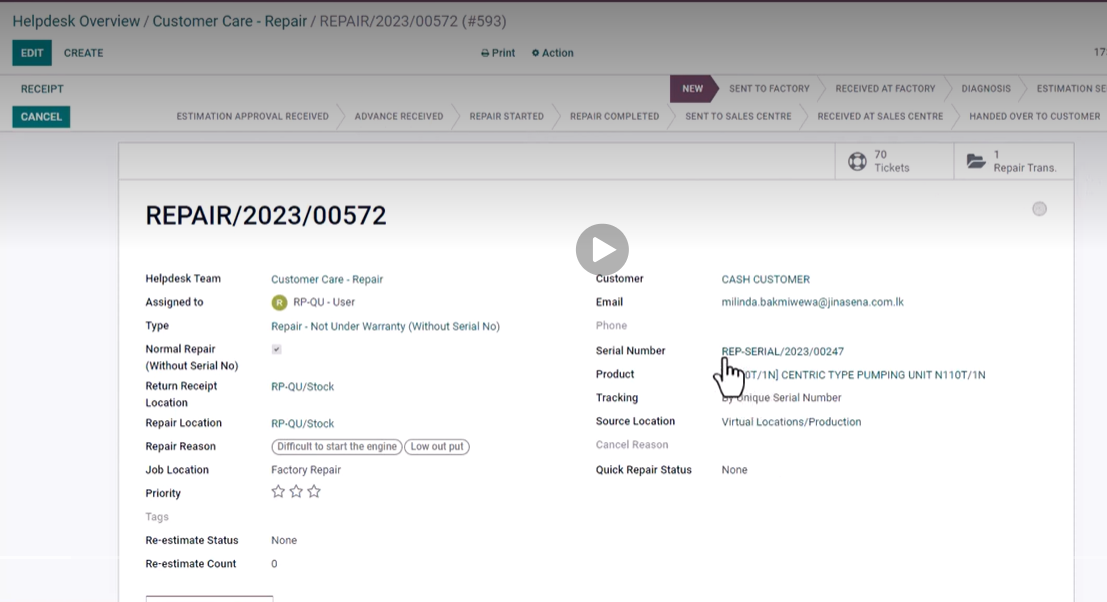 Helpdesk Overview / Customer Care - Repair / REPAIR/2023/00572 (#593)
EDIT CREATE Print Action 17
RECEIPT NEW SENT TO FACTORY RECEIVED AT FACTORY DIAGNOSIS ESTIMATION SE
CANCEL ESTIMATION APPROVAL RECEIVED ADVANCE RECEIVED REPAIR STARTED REPAIR COMPLETED SENT TO SALES CENTRE RECEIVED AT SALES CENTRE HANDED OVER TO CUSTOMER
70 Tickets
1 Repair Trans.
REPAIR/2023/00572
Helpdesk Team Customer Care - Repair
Assigned to R RP-QU - User
Type Repair - Not Under Warranty (Without Serial No)
Normal Repair
(Without Serial No)
Return Receipt RP-QU/Stock
Location
Repair Location RP-QU/Stock
Repair Reason Difficult to start the engine Low out put
Job Location Factory Repair
Priority
Tags
Re-estimate Status None
Re-estimate Count 0
Customer CASH CUSTOMER
Email milinda.bakmiwewa@jinasena.com.lk
Phone
Serial Number REP-SERIAL/2023/00247
Product 0T/1N] CENTRIC TYPE PUMPING UNIT N110T/1N
Tracking By Unique Serial Number
Source Location Virtual Locations/Production
Cancel Reason
Quick Repair Status None